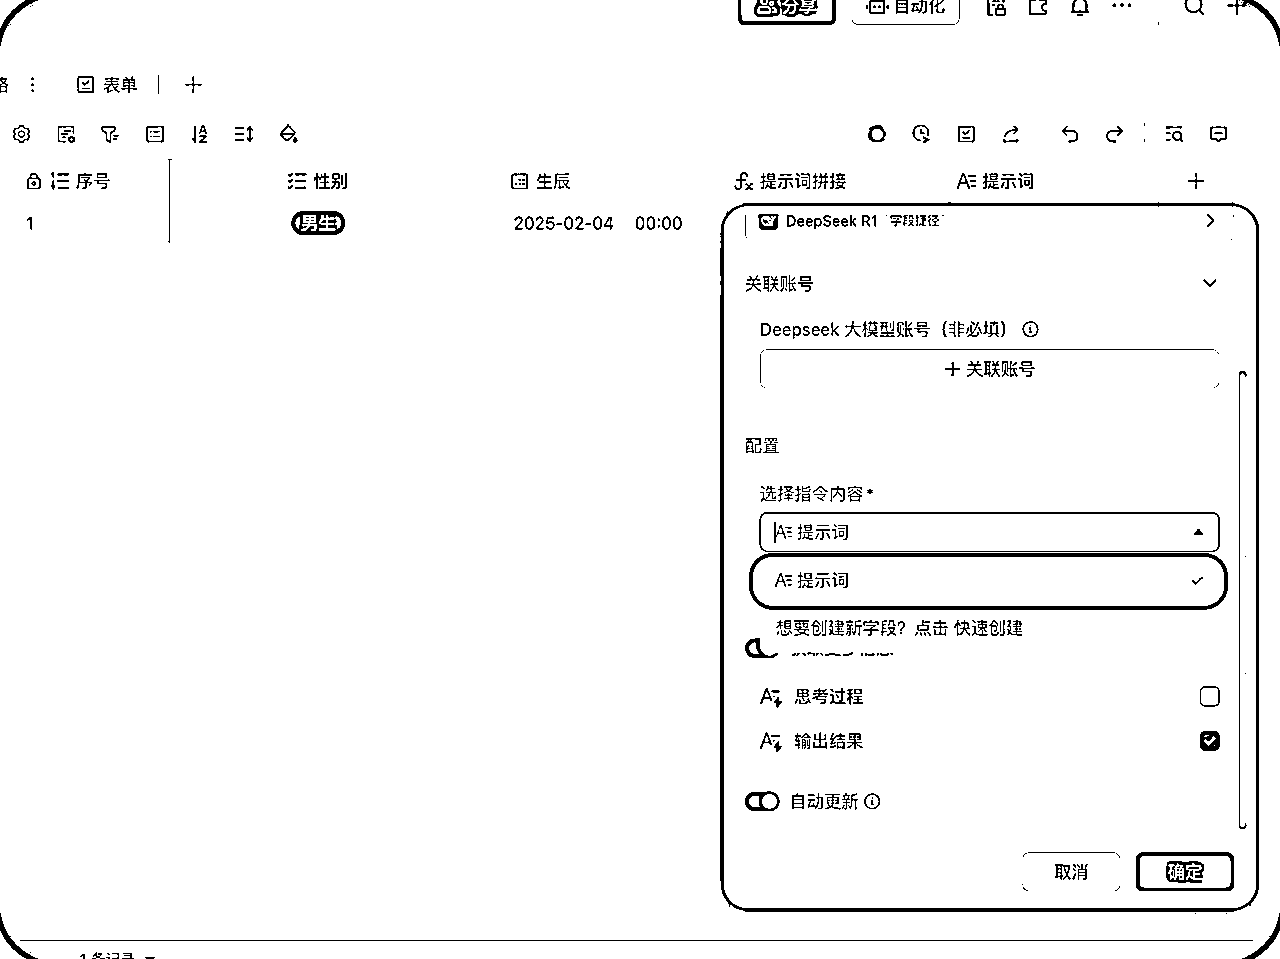 分享 自动化
格 表单
序号 性别 生辰 提示词拼接 提示词
1 男生 2025-02-04 00:00
DeepSeek R1 字段捷径
关联账号
Deepseek 大模型账号（非必填）
+ 关联账号
配置
选择指令内容*
提示词
提示词
想要创建新字段？点击 快速创建
思考过程
输出结果
自动更新
取消 确定
1 条记录